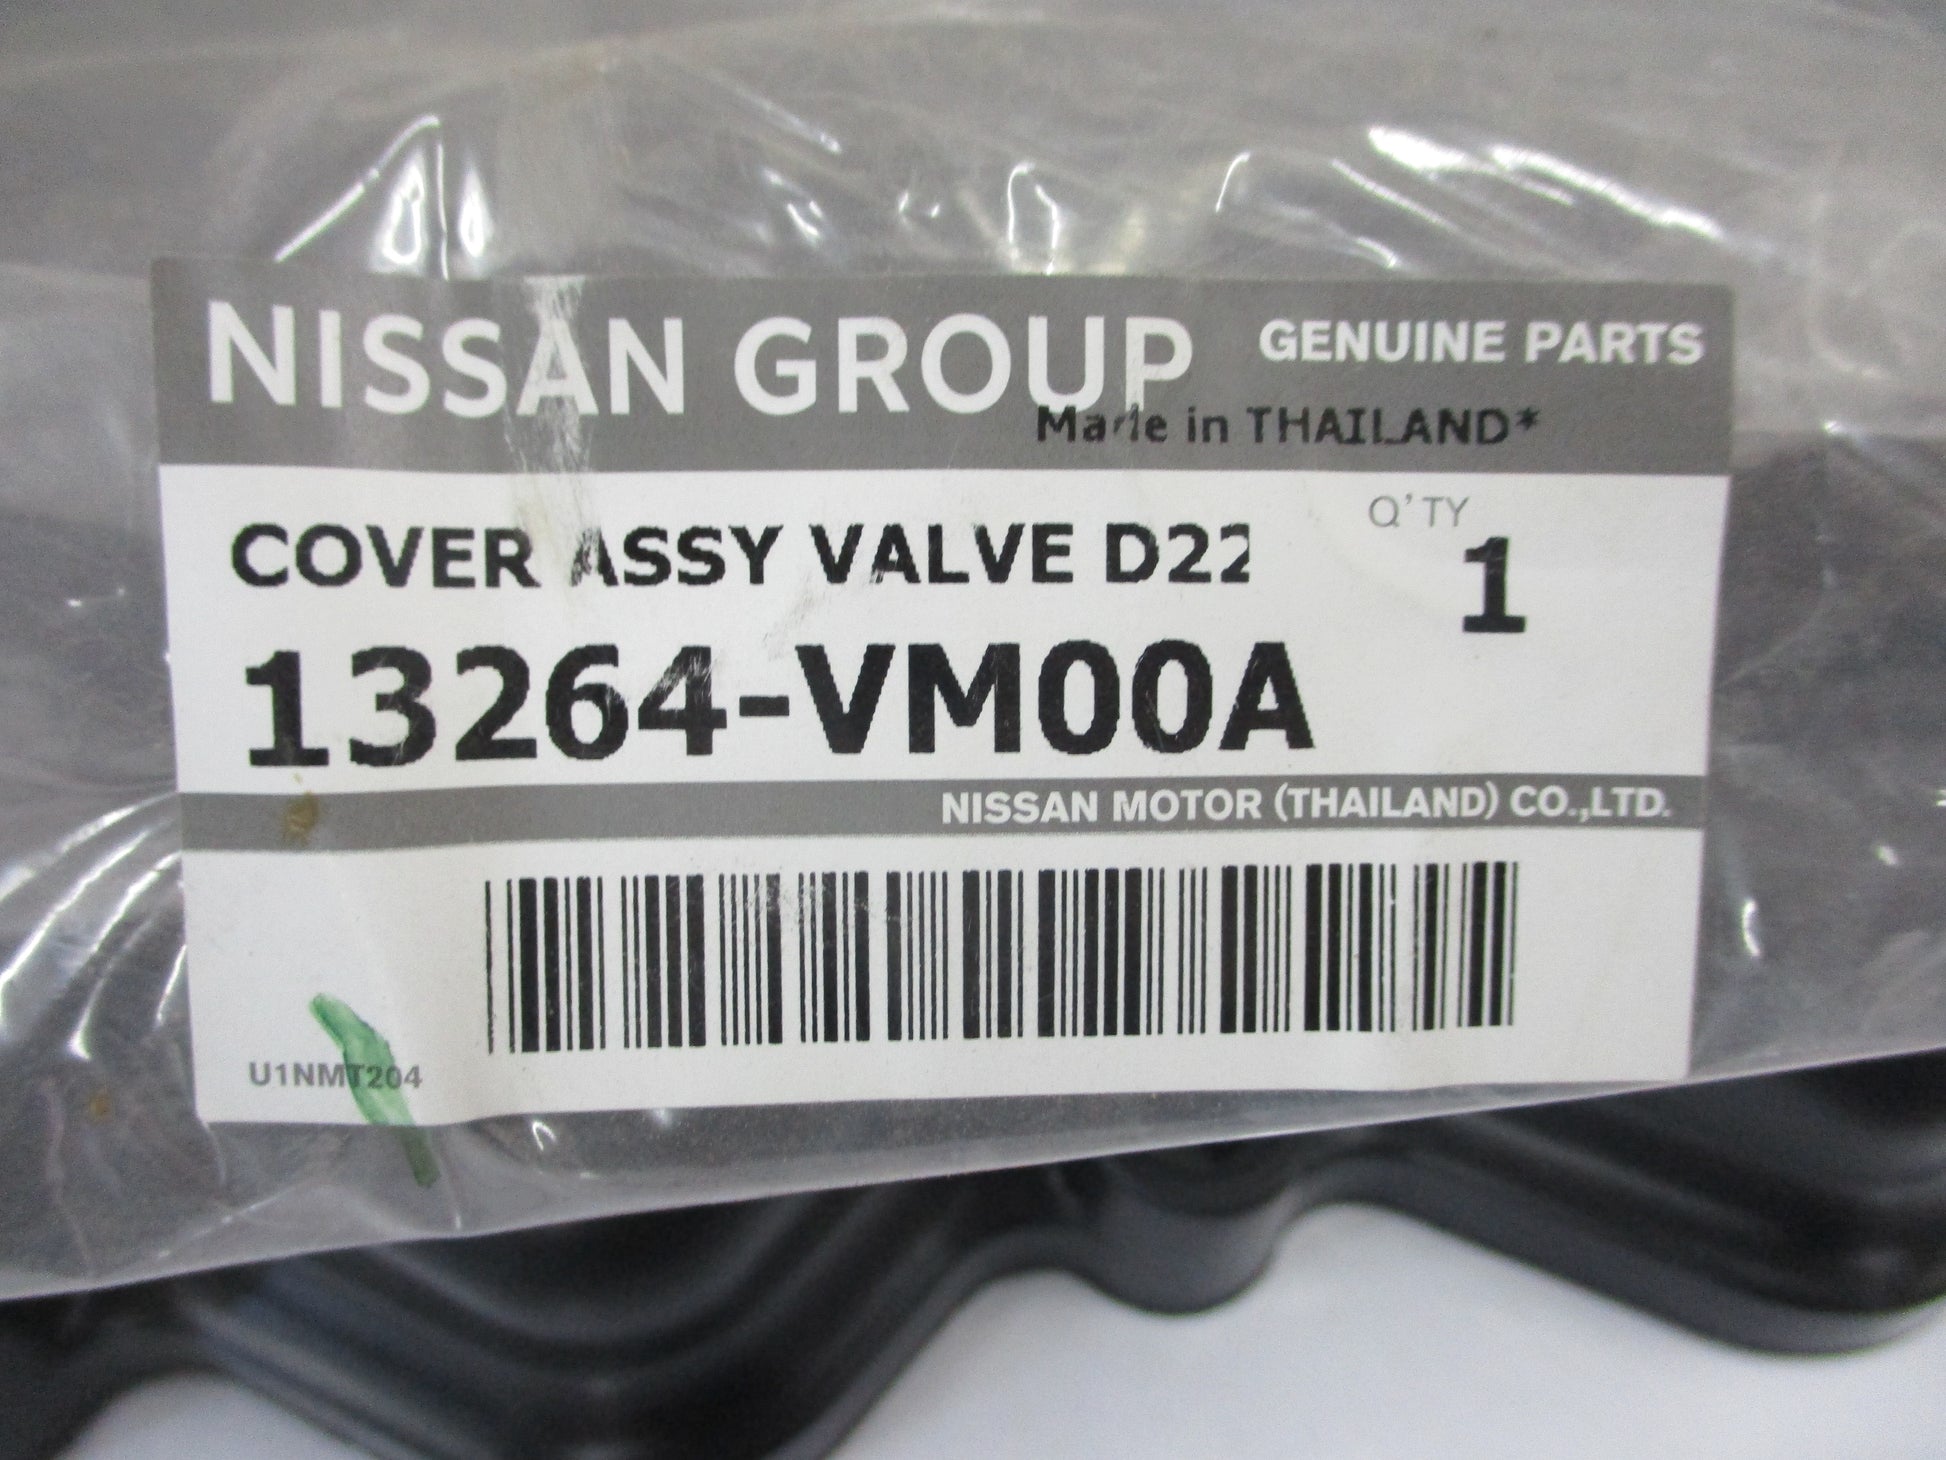 NISSAN GROUP GENUINE PARTS
Made in THAILAND*
COVER ASSY VALVE D22
Q'TY
1
13264-VM00A
NISSAN MOTOR (THAILAND) CO.,LTD.
U1NMT204